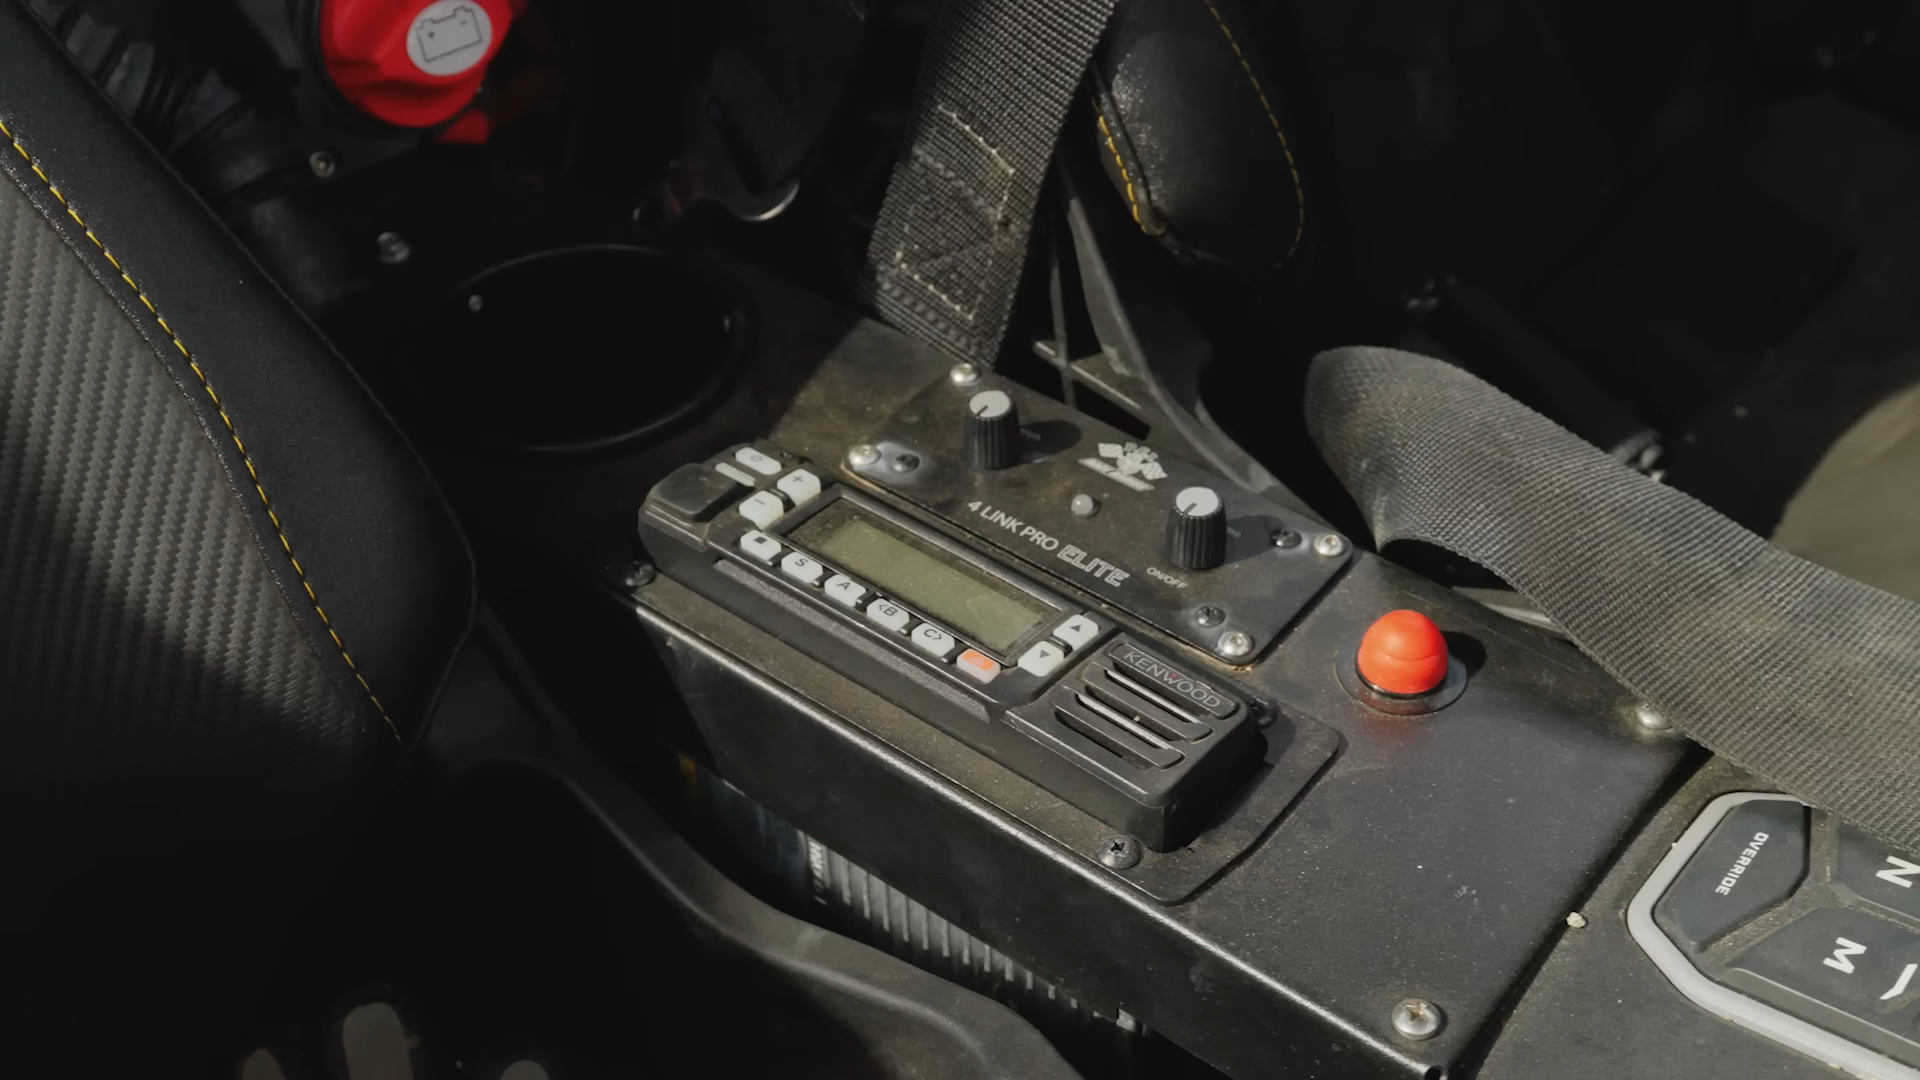 4 LINK PRO ELITE
ON/OFF
+
-
S
A
<B
C>
KENWOOD
OVERRIDE
N
M